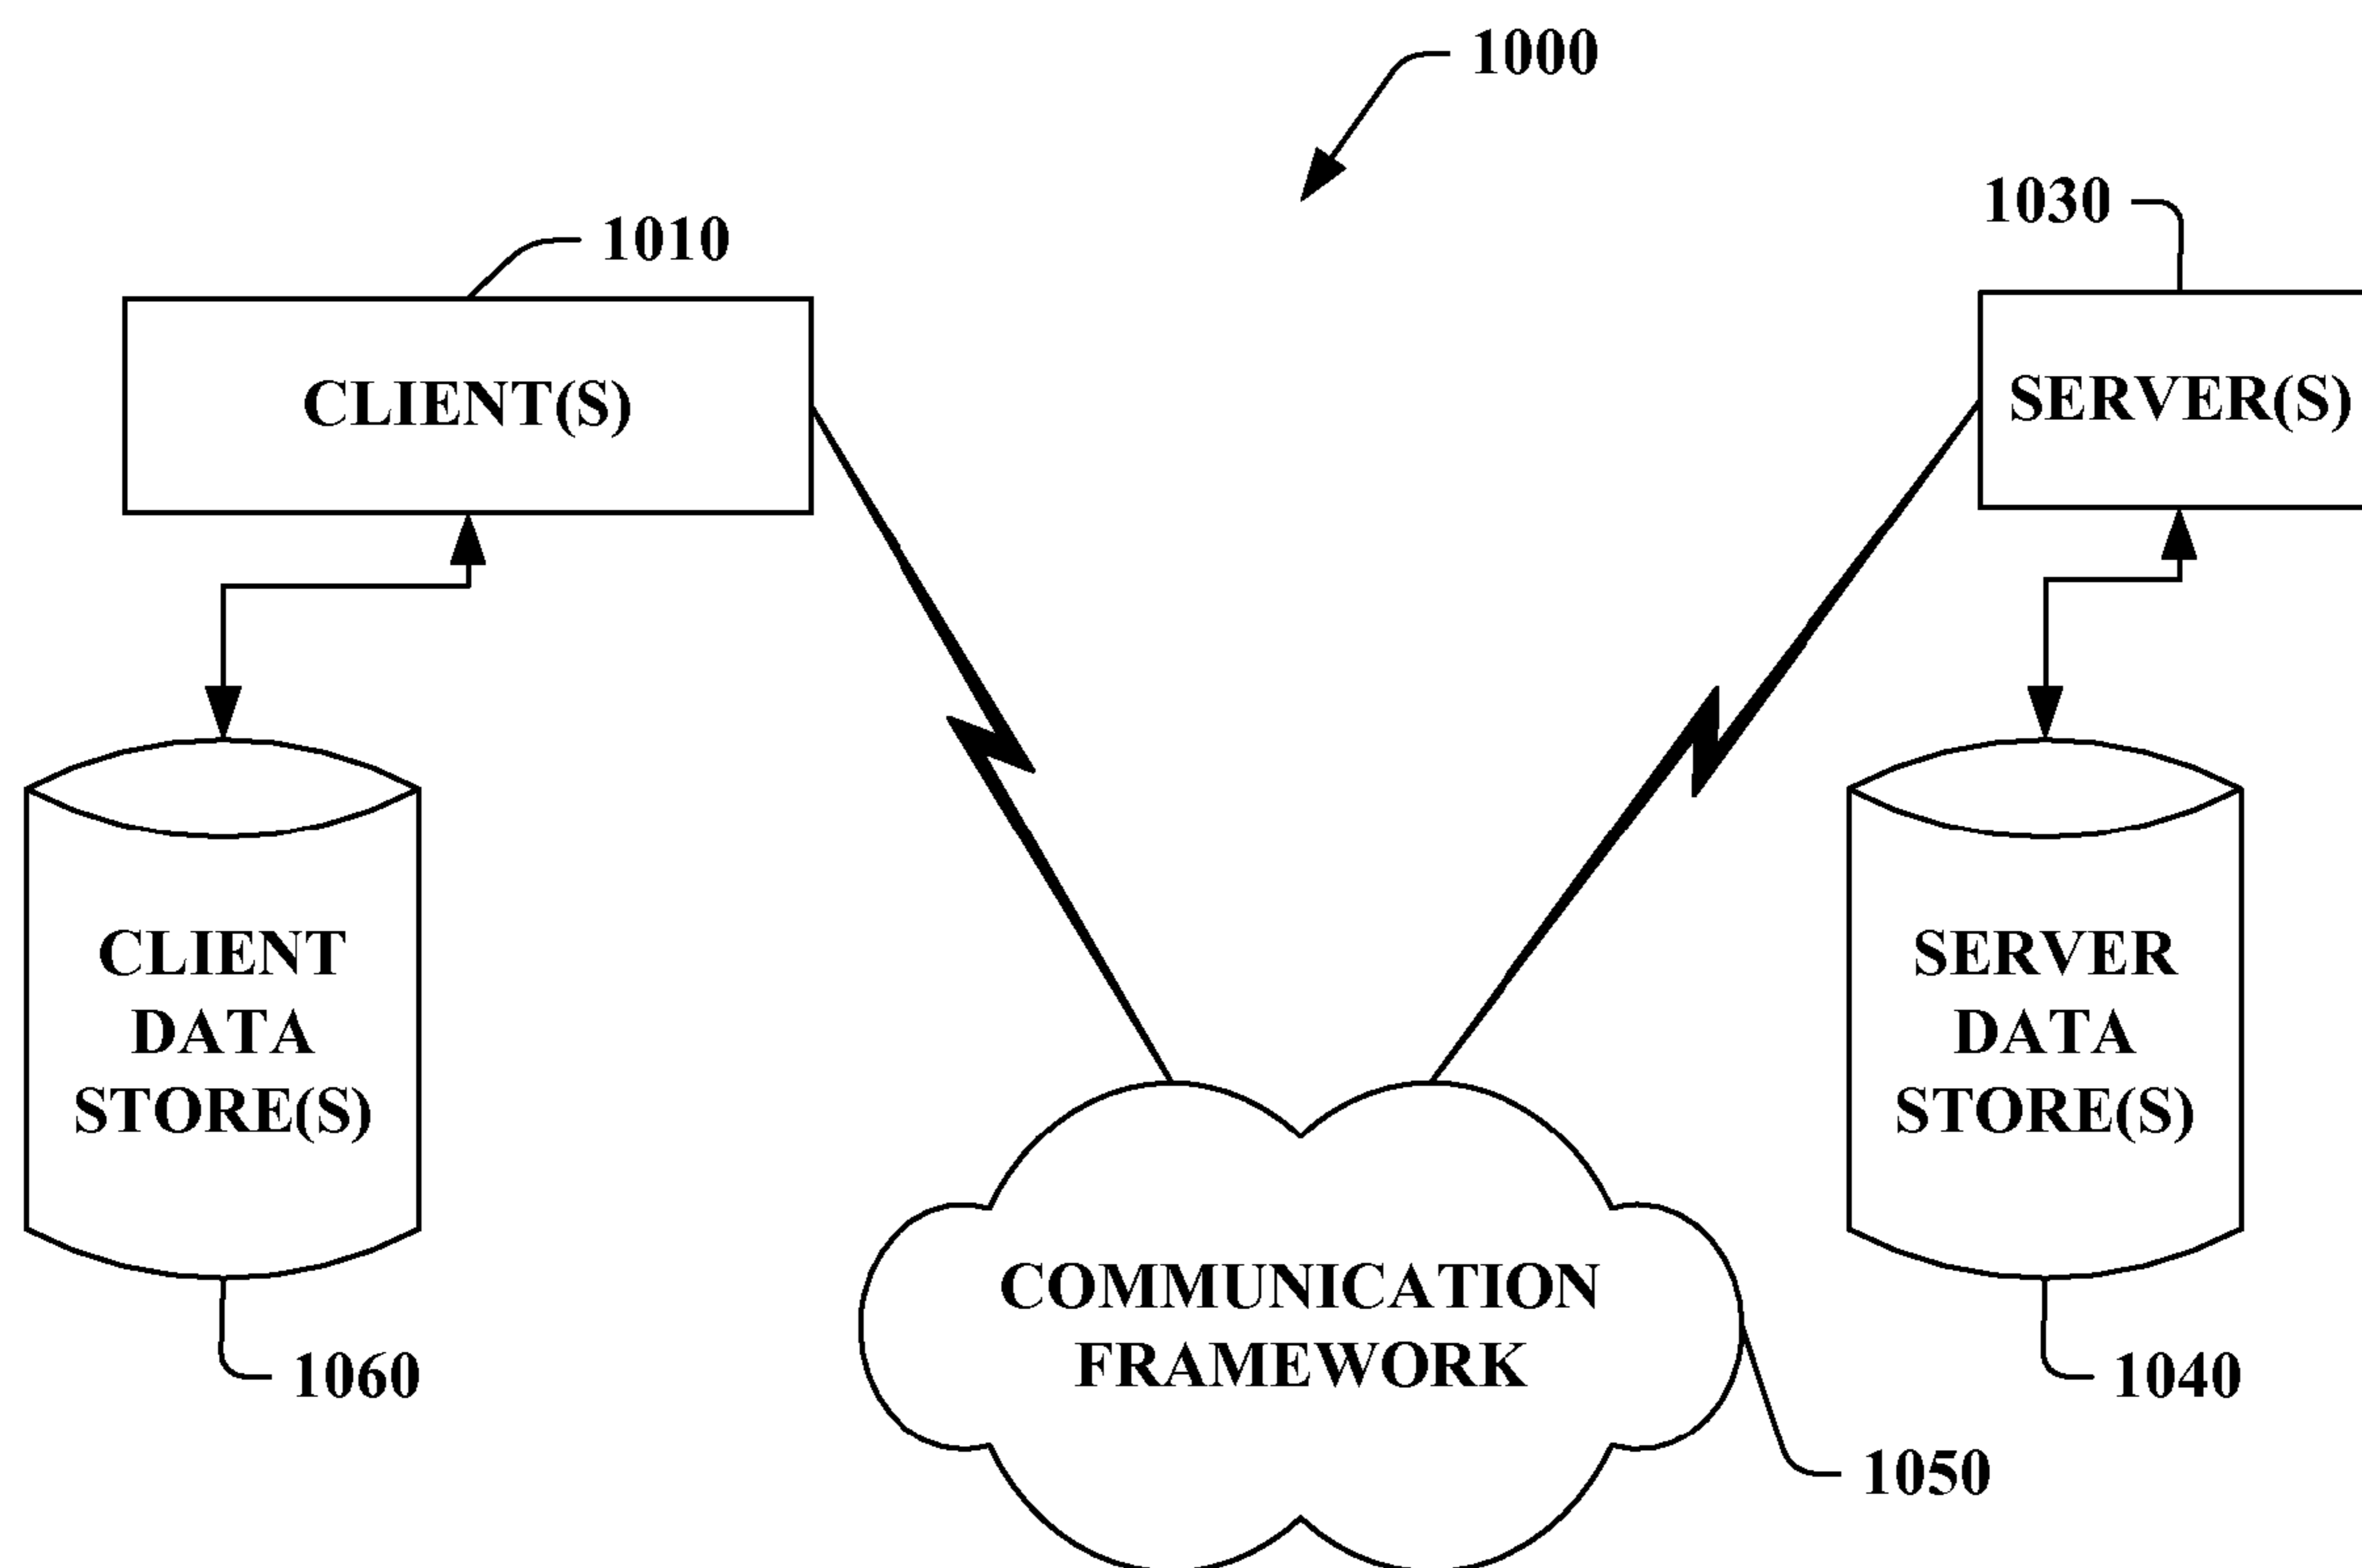 1000
1010
1030
CLIENT(S)
SERVER(S)
CLIENT
DATA
STORE(S)
SERVER
DATA
STORE(S)
COMMUNICATION
FRAMEWORK
1060
1040
1050